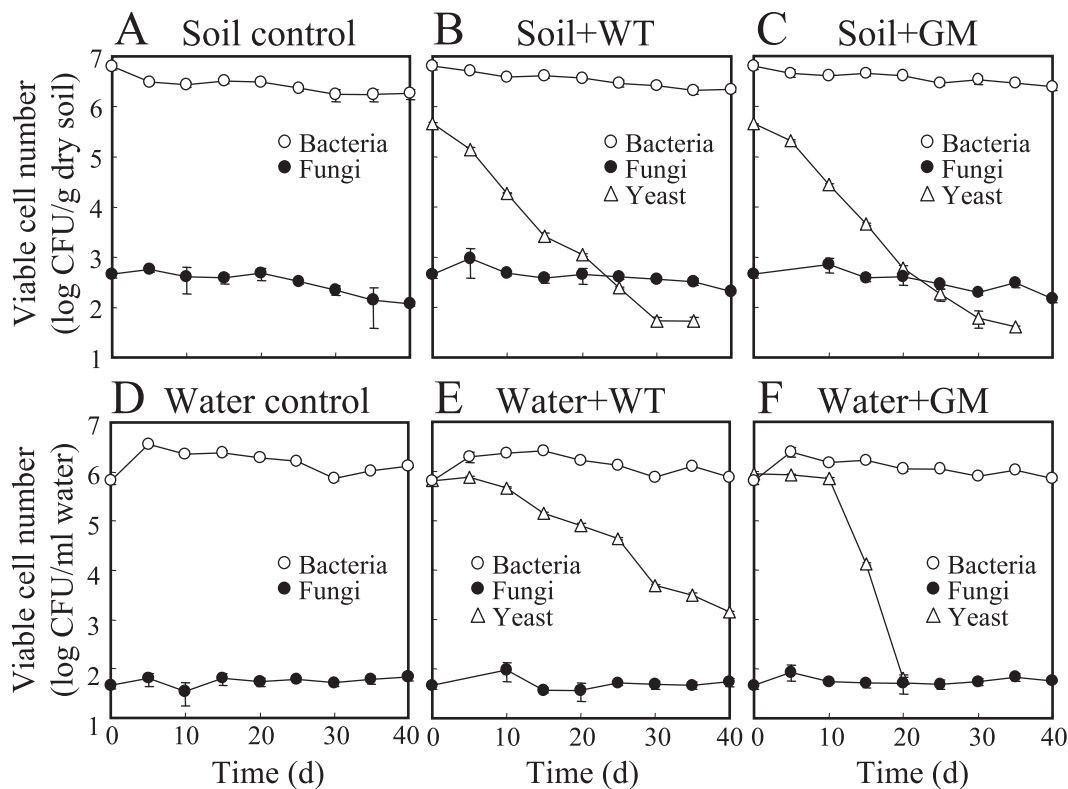 A Soil control
B Soil+WT
C Soil+GM
Viable cell number
(log CFU/g dry soil)
7
6
5
4
3
2
1
Bacteria
Fungi
Bacteria
Fungi
Yeast
Bacteria
Fungi
Yeast
D Water control
E Water+WT
F Water+GM
Viable cell number
(log CFU/ml water)
7
6
5
4
3
2
1
Bacteria
Fungi
Bacteria
Fungi
Yeast
Bacteria
Fungi
Yeast
0 10 20 30 40
0 10 20 30 40
0 10 20 30 40
Time (d)
Time (d)
Time (d)